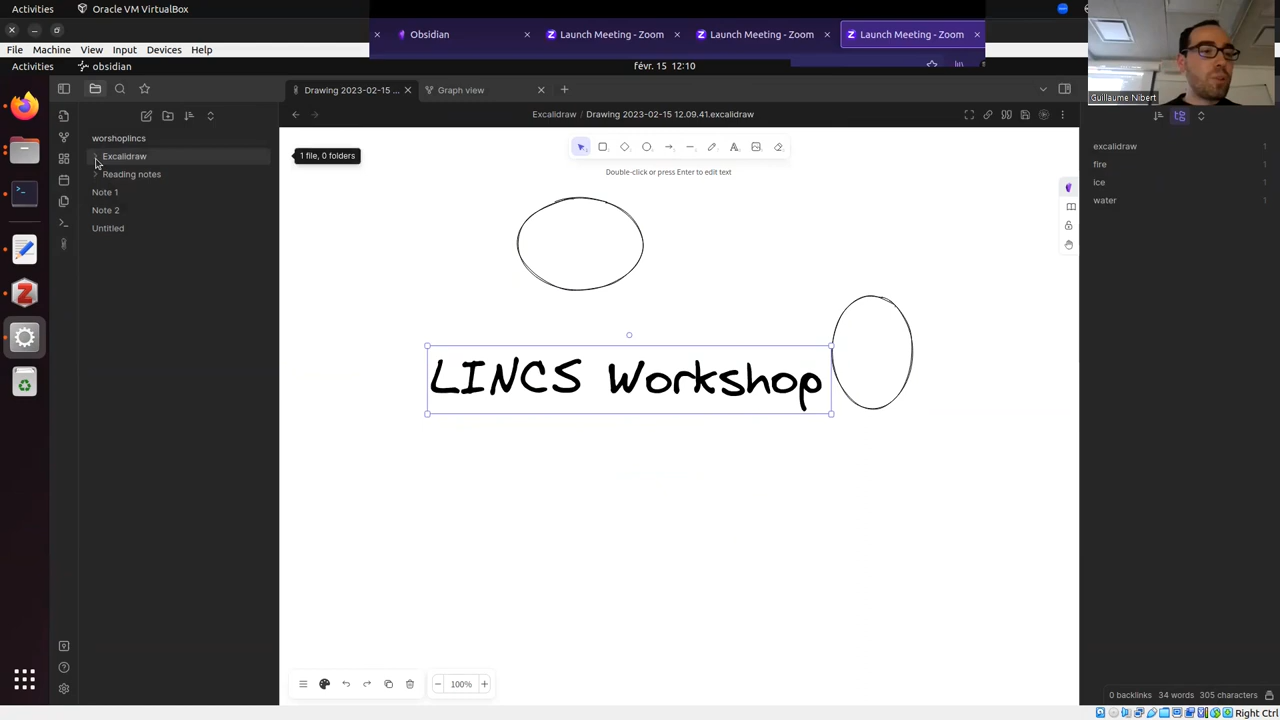 Activities
Oracle VM VirtualBox
Obsidian
Launch Meeting - Zoom
Launch Meeting - Zoom
Launch Meeting - Zoom
File Machine View Input Devices Help
Activities
obsidian
févr. 15 12:10
Guillaume Nibert
Drawing 2023-02-15 ...
Graph view
Excalidraw / Drawing 2023-02-15 12.09.41.excalidraw
worshoplincs
Excalidraw
1 file, 0 folders
Reading notes
Note 1
Note 2
Untitled
Double-click or press Enter to edit text
LINCS Workshop
excalidraw 1
fire 1
ice 1
water 1
100%
0 backlinks 34 words 305 characters
Right Ctrl